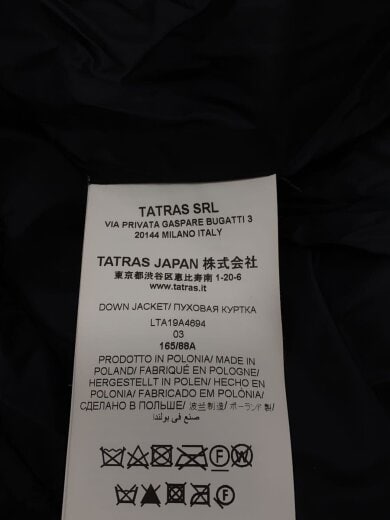 TATRAS SRL
VIA PRIVATA GASPARE BUGATTI 3
20144 MILANO ITALY
TATRAS JAPAN 株式会社
東京都渋谷区恵比寿南 1-20-6
www.tatras.it
DOWN JACKET/ ПУХОВАЯ КУРТКА
LTA19A4694
03
165/88A
PRODOTTO IN POLONIA/ MADE IN
POLAND/ FABRIQUÉ EN POLOGNE/
HERGESTELLT IN POLEN/ HECHO EN
POLONIA/ FABRICADO EM POLÓNIA/
СДЕЛАНО В ПОЛЬШЕ/ 波兰制造/ ポーランド製/
صنع في بولندا